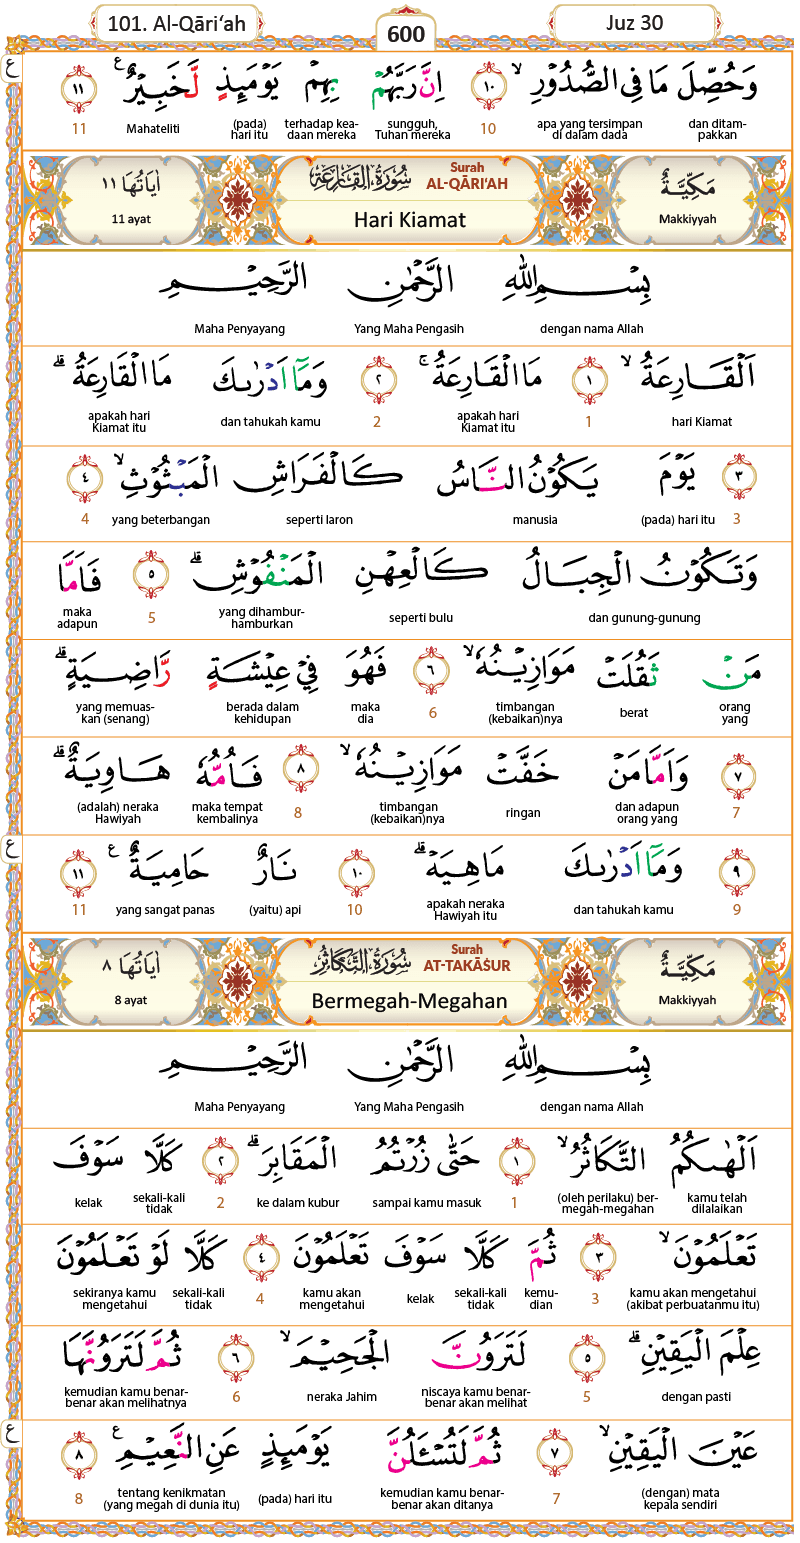 101. Al-Qāri‘ah 600 Juz 30
ع
وَحُصِّلَ مَا فِى الصُّدُوْرِۙ ١٠ اِنَّ رَبَّهُمْ بِهِمْ يَوْمَىِٕذٍ لَّخَبِيْرٌ ࣖ ١١
dan ditam-pakkan apa yang tersimpan di dalam dada 10 sungguh, Tuhan mereka terhadap kea-daan mereka (pada) hari itu Mahateliti 11
مَكِّيَّةٌ سُوْرَةُ الْقَارِعَةِ Surah AL-QĀRI‘AH اٰيَاتُهَا ١١
Makkiyyah Hari Kiamat 11 ayat
بِسْمِ اللّٰهِ الرَّحْمٰنِ الرَّحِيْمِ
dengan nama Allah Yang Maha Pengasih Maha Penyayang
اَلْقَارِعَةُۙ ١ مَا الْقَارِعَةُۚ ٢ وَمَآ اَدْرٰىكَ مَا الْقَارِعَةُۗ
hari Kiamat 1 apakah hari Kiamat itu 2 dan tahukah kamu apakah hari Kiamat itu
٣ يَوْمَ يَكُوْنُ النَّاسُ كَالْفَرَاشِ الْمَبْثُوْثِۙ ٤
3 (pada) hari itu manusia seperti laron yang beterbangan 4
وَتَكُوْنُ الْجِبَالُ كَالْعِهْنِ الْمَنْفُوْشِۗ ٥ فَاَمَّا
dan gunung-gunung seperti bulu yang dihambur-hamburkan 5 maka adapun
مَنْ ثَقُلَتْ مَوَازِيْنُهٗۙ ٦ فَهُوَ فِيْ عِيْشَةٍ رَّاضِيَةٍۗ
orang yang berat timbangan (kebaikan)nya 6 maka dia berada dalam kehidupan yang memuas-kan (senang)
٧ وَاَمَّا مَنْ خَفَّتْ مَوَازِيْنُهٗۙ ٨ فَاُمُّهٗ هَاوِيَةٌۗ
7 dan adapun orang yang ringan timbangan (kebaikan)nya 8 maka tempat kembalinya (adalah) neraka Hawiyah
ع
٩ وَمَآ اَدْرٰىكَ مَا هِيَهْۗ ١٠ نَارٌ حَامِيَةٌ ࣖ ١١
9 dan tahukah kamu apakah neraka Hawiyah itu 10 (yaitu) api yang sangat panas 11
مَكِّيَّةٌ سُوْرَةُ التَّكَاثُرِ Surah AT-TAKĀṠUR اٰيَاتُهَا ٨
Makkiyyah Bermegah-Megahan 8 ayat
بِسْمِ اللّٰهِ الرَّحْمٰنِ الرَّحِيْمِ
dengan nama Allah Yang Maha Pengasih Maha Penyayang
اَلْهٰىكُمُ التَّكَاثُرُۙ ١ حَتّٰى زُرْتُمُ الْمَقَابِرَۗ ٢ كَلَّا سَوْفَ
kamu telah dilalaikan (oleh perilaku) ber-megah-megahan 1 sampai kamu masuk ke dalam kubur 2 sekali-kali tidak kelak
تَعْلَمُوْنَۙ ٣ ثُمَّ كَلَّا سَوْفَ تَعْلَمُوْنَ ٤ كَلَّا لَوْ تَعْلَمُوْنَ
kamu akan mengetahui (akibat perbuatanmu itu) 3 kemu-dian sekali-kali tidak kelak kamu akan mengetahui 4 sekali-kali tidak sekiranya kamu mengetahui
عِلْمَ الْيَقِيْنِۗ ٥ لَتَرَوُنَّ الْجَحِيْمَۙ ٦ ثُمَّ لَتَرَوُنَّهَا
dengan pasti 5 niscaya kamu benar-benar akan melihat neraka Jahim 6 kemudian kamu benar-benar akan melihatnya
ع
عَيْنَ الْيَقِيْنِۙ ٧ ثُمَّ لَتُسْـَٔلُنَّ يَوْمَىِٕذٍ عَنِ النَّعِيْمِ ࣖ ٨
(dengan) mata kepala sendiri 7 kemudian kamu benar-benar akan ditanya (pada) hari itu tentang kenikmatan (yang megah di dunia itu) 8